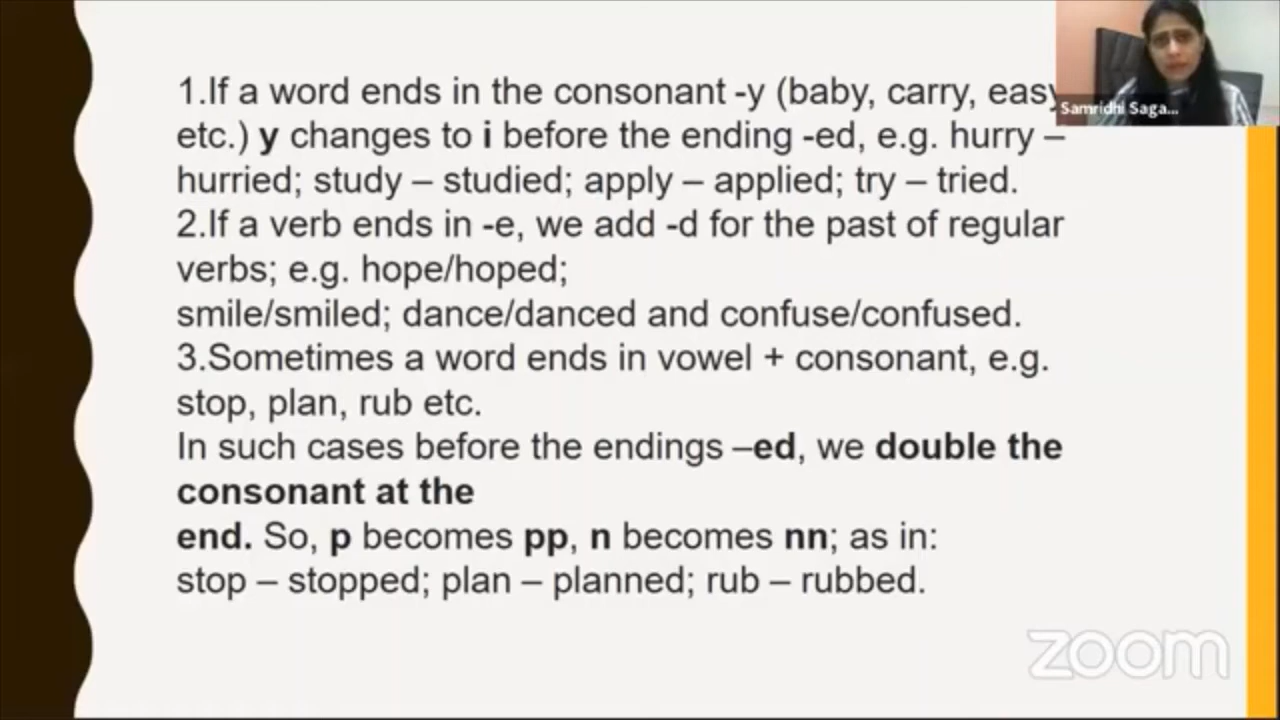 1.If a word ends in the consonant -y (baby, carry, easy
etc.) y changes to i before the ending -ed, e.g. hurry –
hurried; study – studied; apply – applied; try – tried.
2.If a verb ends in -e, we add -d for the past of regular
verbs; e.g. hope/hoped;
smile/smiled; dance/danced and confuse/confused.
3.Sometimes a word ends in vowel + consonant, e.g.
stop, plan, rub etc.
In such cases before the endings –ed, we double the
consonant at the
end. So, p becomes pp, n becomes nn; as in:
stop – stopped; plan – planned; rub – rubbed.
Samridhi Saga...
zoom